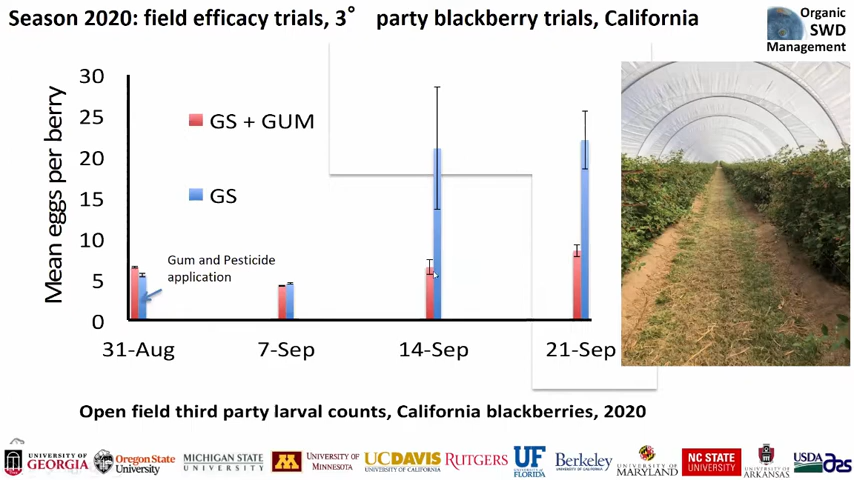 Season 2020: field efficacy trials, 3° party blackberry trials, California
Organic
SWD
Management
30
25
20
15
10
5
0
Mean eggs per berry
GS + GUM
GS
Gum and Pesticide
application
31-Aug
7-Sep
14-Sep
21-Sep
Open field third party larval counts, California blackberries, 2020
UNIVERSITY OF
GEORGIA
Oregon State
University
MICHIGAN STATE
UNIVERSITY
UNIVERSITY OF
MINNESOTA
UC DAVIS
UNIVERSITY OF CALIFORNIA
RUTGERS
UF
UNIVERSITY of
FLORIDA
Berkeley
UNIVERSITY OF CALIFORNIA
UNIVERSITY OF
MARYLAND
NC STATE
UNIVERSITY
UNIVERSITY OF
ARKANSAS
USDA
ars